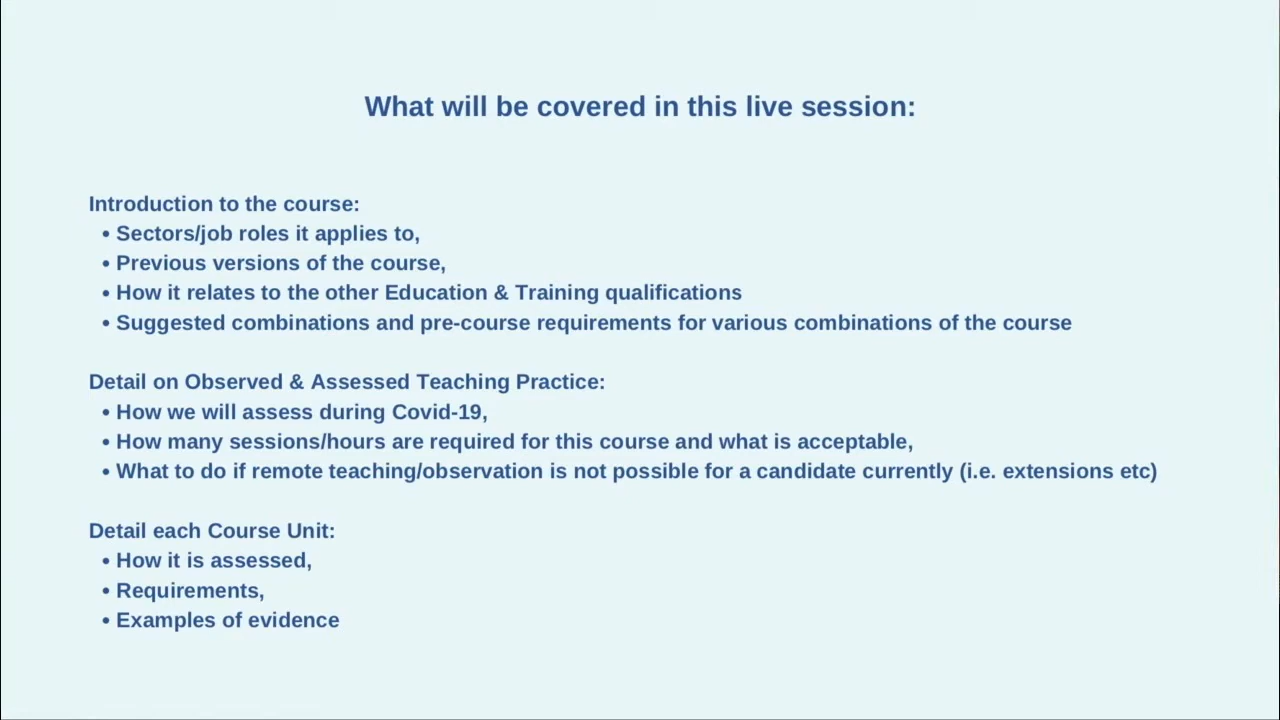 What will be covered in this live session:
Introduction to the course:
• Sectors/job roles it applies to,
• Previous versions of the course,
• How it relates to the other Education & Training qualifications
• Suggested combinations and pre-course requirements for various combinations of the course
Detail on Observed & Assessed Teaching Practice:
• How we will assess during Covid-19,
• How many sessions/hours are required for this course and what is acceptable,
• What to do if remote teaching/observation is not possible for a candidate currently (i.e. extensions etc)
Detail each Course Unit:
• How it is assessed,
• Requirements,
• Examples of evidence